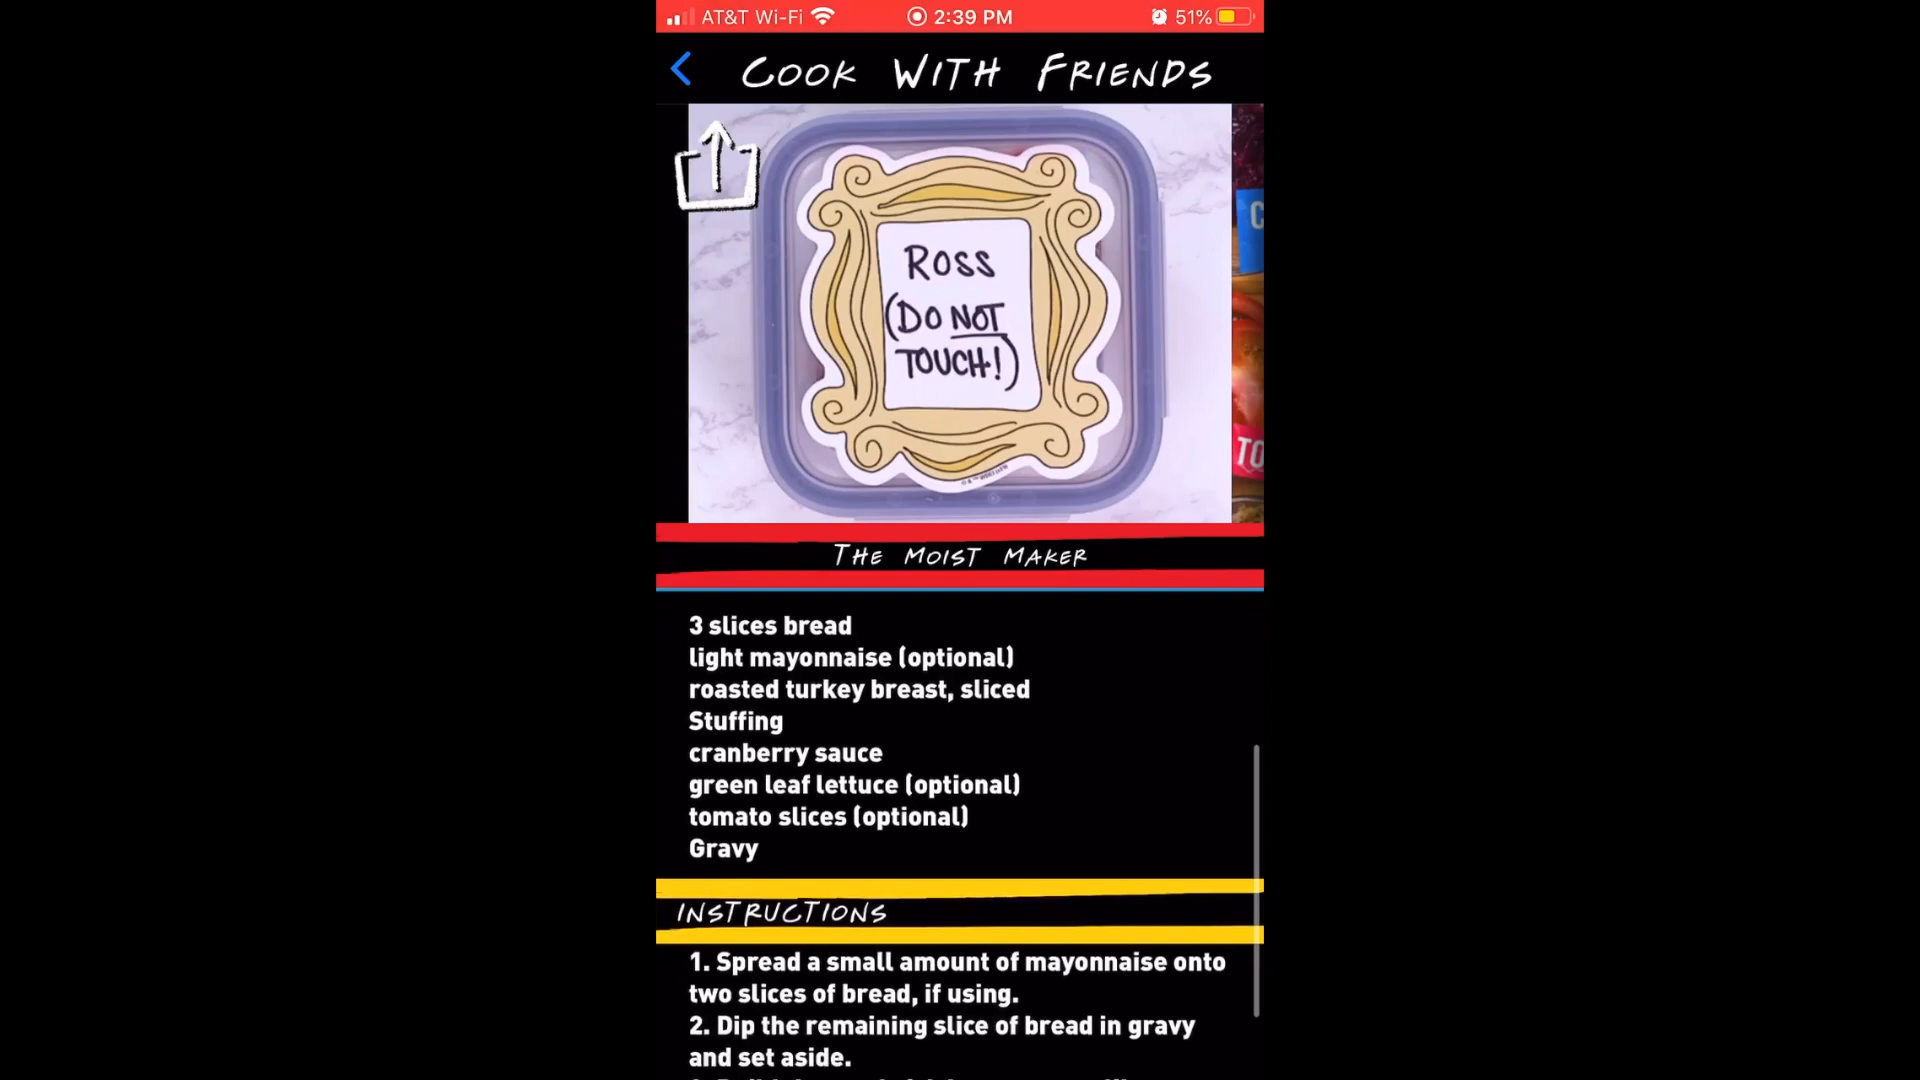 AT&T Wi-Fi 2:39 PM 51%
COOK WITH FRIENDS
ROSS
(DO NOT
TOUCH!)
C
TO
THE MOIST MAKER
3 slices bread
light mayonnaise (optional)
roasted turkey breast, sliced
Stuffing
cranberry sauce
green leaf lettuce (optional)
tomato slices (optional)
Gravy
INSTRUCTIONS
1. Spread a small amount of mayonnaise onto
two slices of bread, if using.
2. Dip the remaining slice of bread in gravy
and set aside.